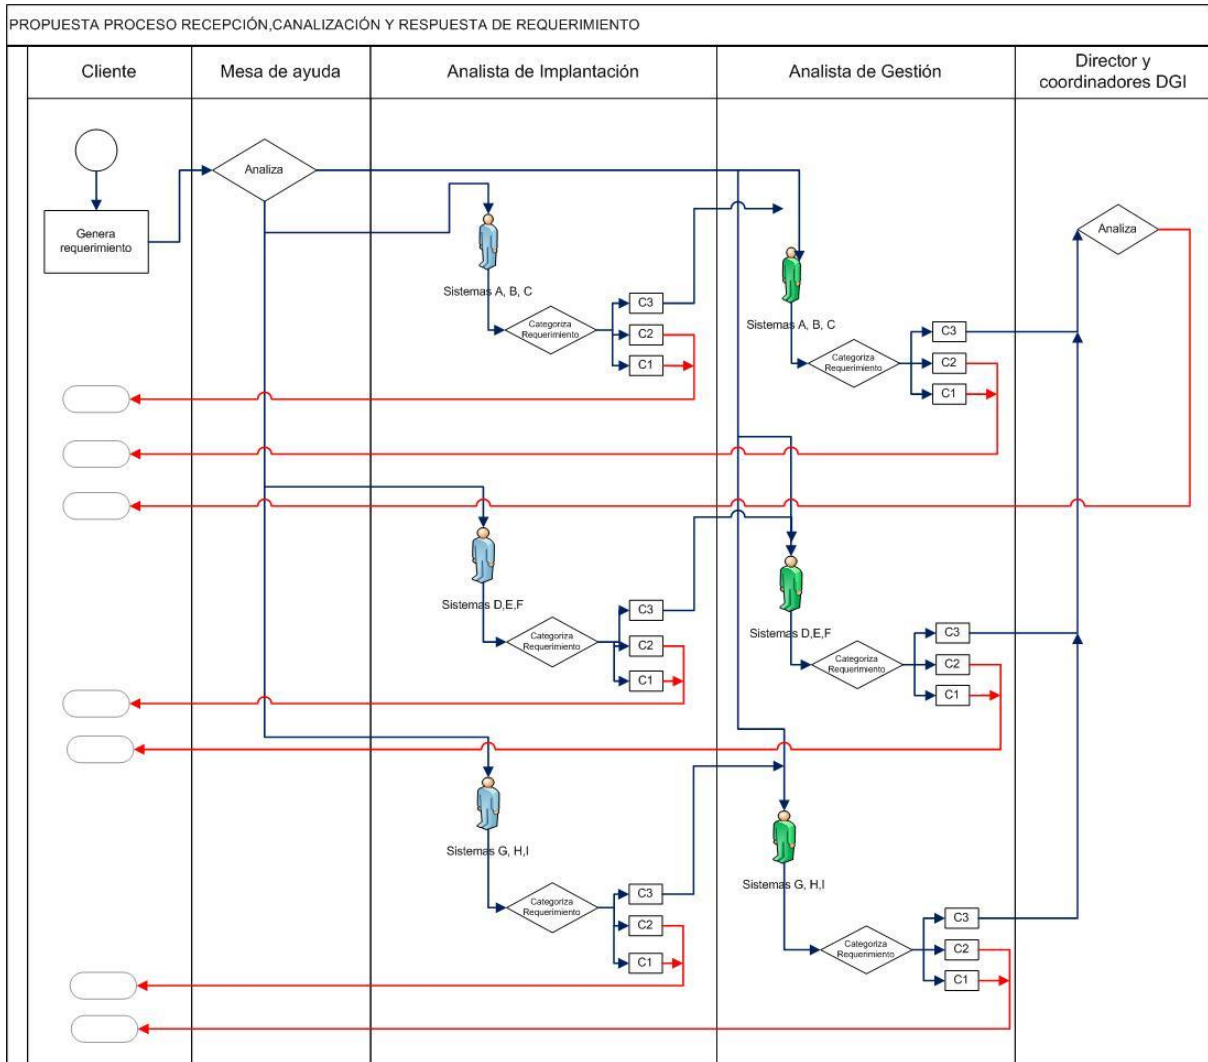 PROPUESTA PROCESO RECEPCIÓN,CANALIZACIÓN Y RESPUESTA DE REQUERIMIENTO
Cliente
Mesa de ayuda
Analista de Implantación
Analista de Gestión
Director y
coordinadores DGI
Genera
requerimiento
Analiza
Analiza
Sistemas A, B, C
Categoriza
Requerimiento
C3
C2
C1
Sistemas A, B, C
Categoriza
Requerimiento
C3
C2
C1
Sistemas D,E,F
Categoriza
Requerimiento
C3
C2
C1
Sistemas D,E,F
Categoriza
Requerimiento
C3
C2
C1
Sistemas G, H,I
Categoriza
Requerimiento
C3
C2
C1
Sistemas G, H,I
Categoriza
Requerimiento
C3
C2
C1